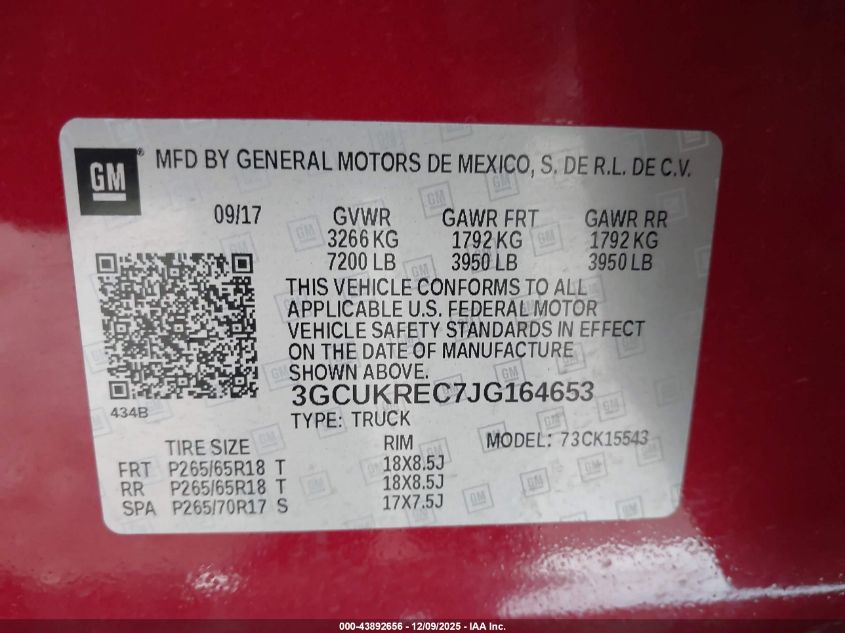 GM® MFD BY GENERAL MOTORS DE MEXICO, S. DE R.L. DE C.V.
09/17 GVWR GAWR FRT GAWR RR
3266 KG 1792 KG 1792 KG
7200 LB 3950 LB 3950 LB
THIS VEHICLE CONFORMS TO ALL
APPLICABLE U.S. FEDERAL MOTOR
VEHICLE SAFETY STANDARDS IN EFFECT
ON THE DATE OF MANUFACTURE
SHOWN ABOVE.
3GCUKREC7JG164653
434B
TYPE: TRUCK
TIRE SIZE RIM MODEL: 73CK15543
FRT P265/65R18 T 18X8.5J
RR P265/65R18 T 18X8.5J
SPA P265/70R17 S 17X7.5J
000-43892656 - 12/09/2025 - IAA Inc.